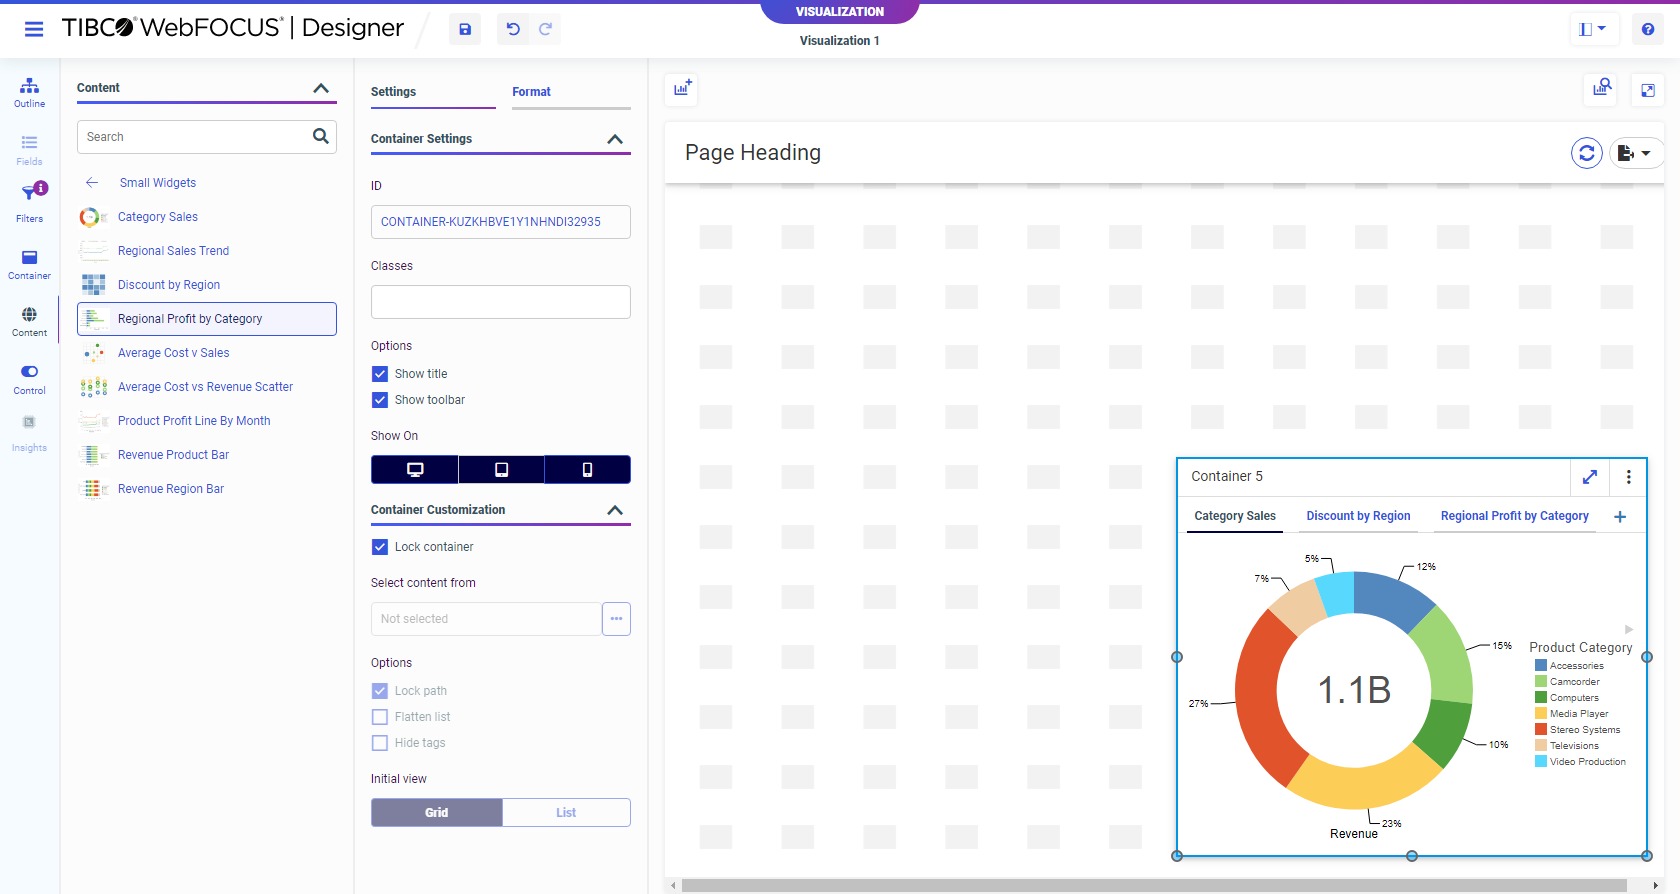 VISUALIZATION
TIBCO® WebFOCUS® | Designer
Visualization 1
Outline
Fields
Filters
Container
Content
Control
Insights
Content
Search
Small Widgets
Category Sales
Regional Sales Trend
Discount by Region
Regional Profit by Category
Average Cost v Sales
Average Cost vs Revenue Scatter
Product Profit Line By Month
Revenue Product Bar
Revenue Region Bar
Settings
Format
Container Settings
ID
CONTAINER-KUZKHBVE1Y1NHNDI32935
Classes
Options
Show title
Show toolbar
Show On
Container Customization
Lock container
Select content from
Not selected
Options
Lock path
Flatten list
Hide tags
Initial view
Grid
List
Page Heading
Container 5
Category Sales
Discount by Region
Regional Profit by Category
5%
12%
7%
15%
27%
10%
23%
1.1B
Revenue
Product Category
Accessories
Camcorder
Computers
Media Player
Stereo Systems
Televisions
Video Production